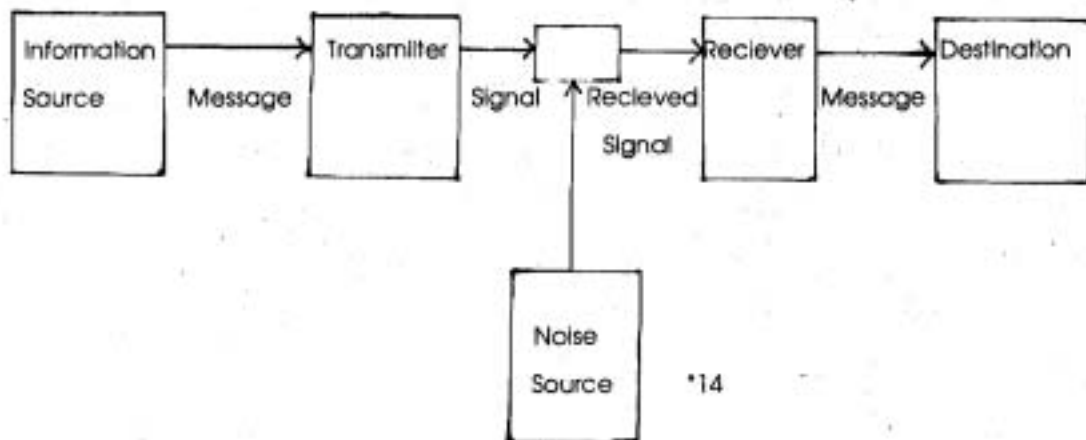 Information
Source
Message
Transmitter
Signal
Recieved
Signal
Reciever
Message
Destination
Noise
Source
*14